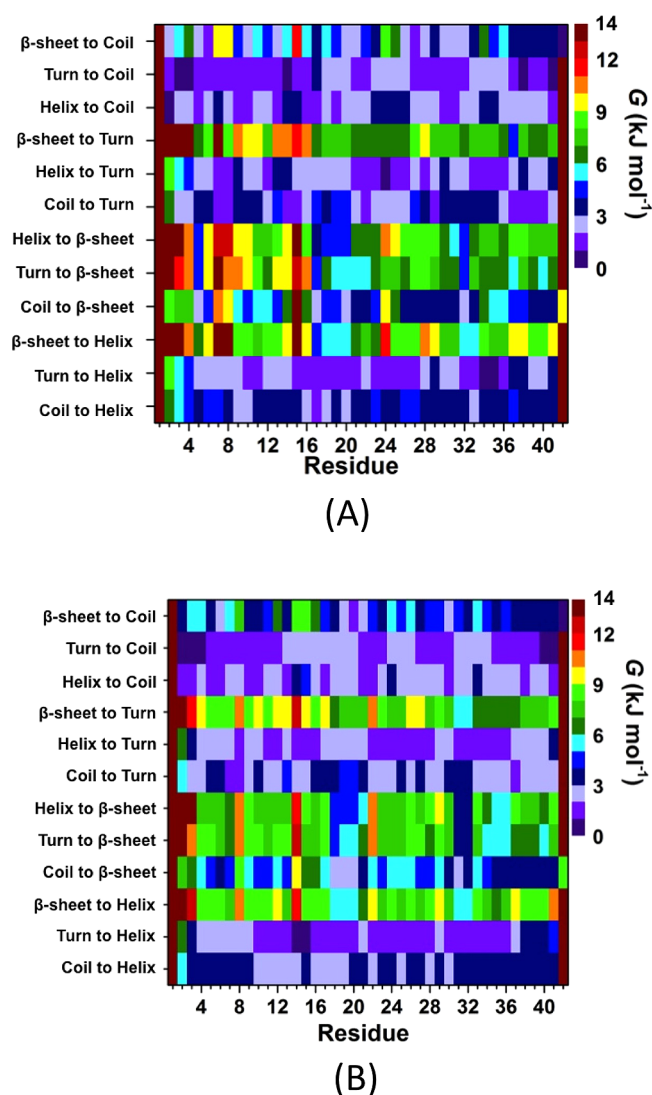 β-sheet to Coil
Turn to Coil
Helix to Coil
β-sheet to Turn
Helix to Turn
Coil to Turn
Helix to β-sheet
Turn to β-sheet
Coil to β-sheet
β-sheet to Helix
Turn to Helix
Coil to Helix
4 8 12 16 20 24 28 32 36 40
Residue
14
12
9
6
3
0
G (kJ mol⁻¹)
(A)
β-sheet to Coil
Turn to Coil
Helix to Coil
β-sheet to Turn
Helix to Turn
Coil to Turn
Helix to β-sheet
Turn to β-sheet
Coil to β-sheet
β-sheet to Helix
Turn to Helix
Coil to Helix
4 8 12 16 20 24 28 32 36 40
Residue
14
12
9
6
3
0
G (kJ mol⁻¹)
(B)